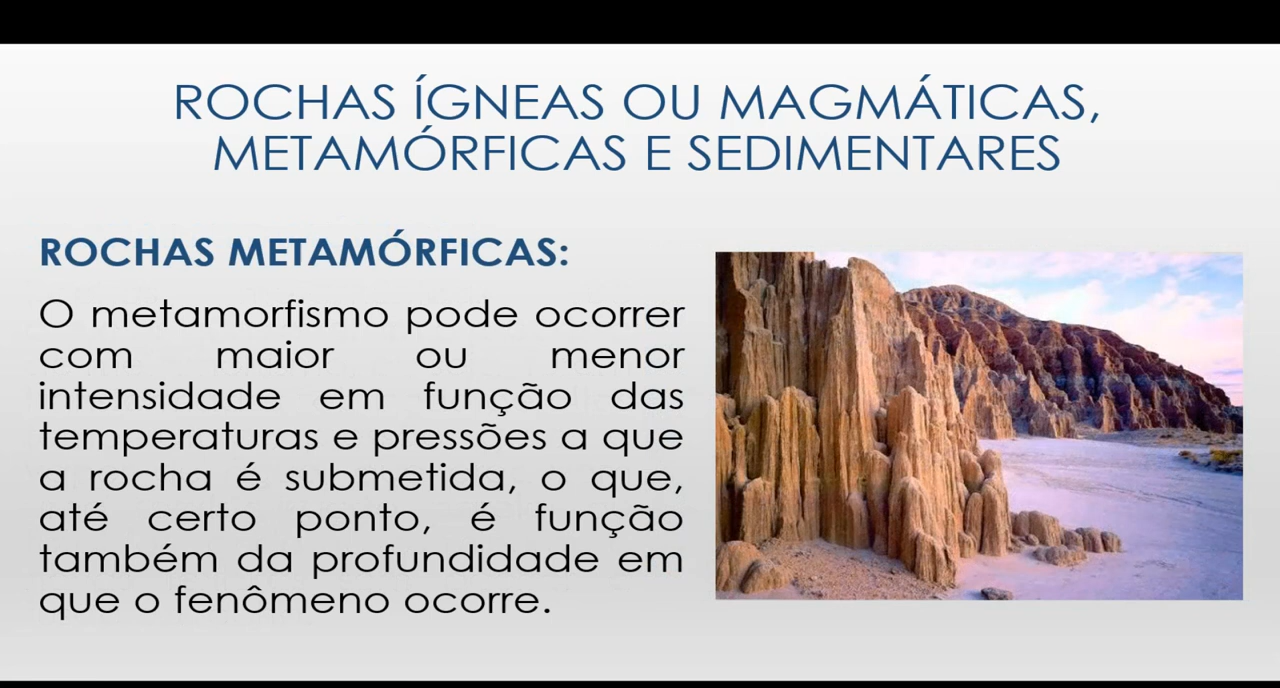 ROCHAS ÍGNEAS OU MAGMÁTICAS,
METAMÓRFICAS E SEDIMENTARES
ROCHAS METAMÓRFICAS:
O metamorfismo pode ocorrer
com maior ou menor
intensidade em função das
temperaturas e pressões a que
a rocha é submetida, o que,
até certo ponto, é função
também da profundidade em
que o fenômeno ocorre.